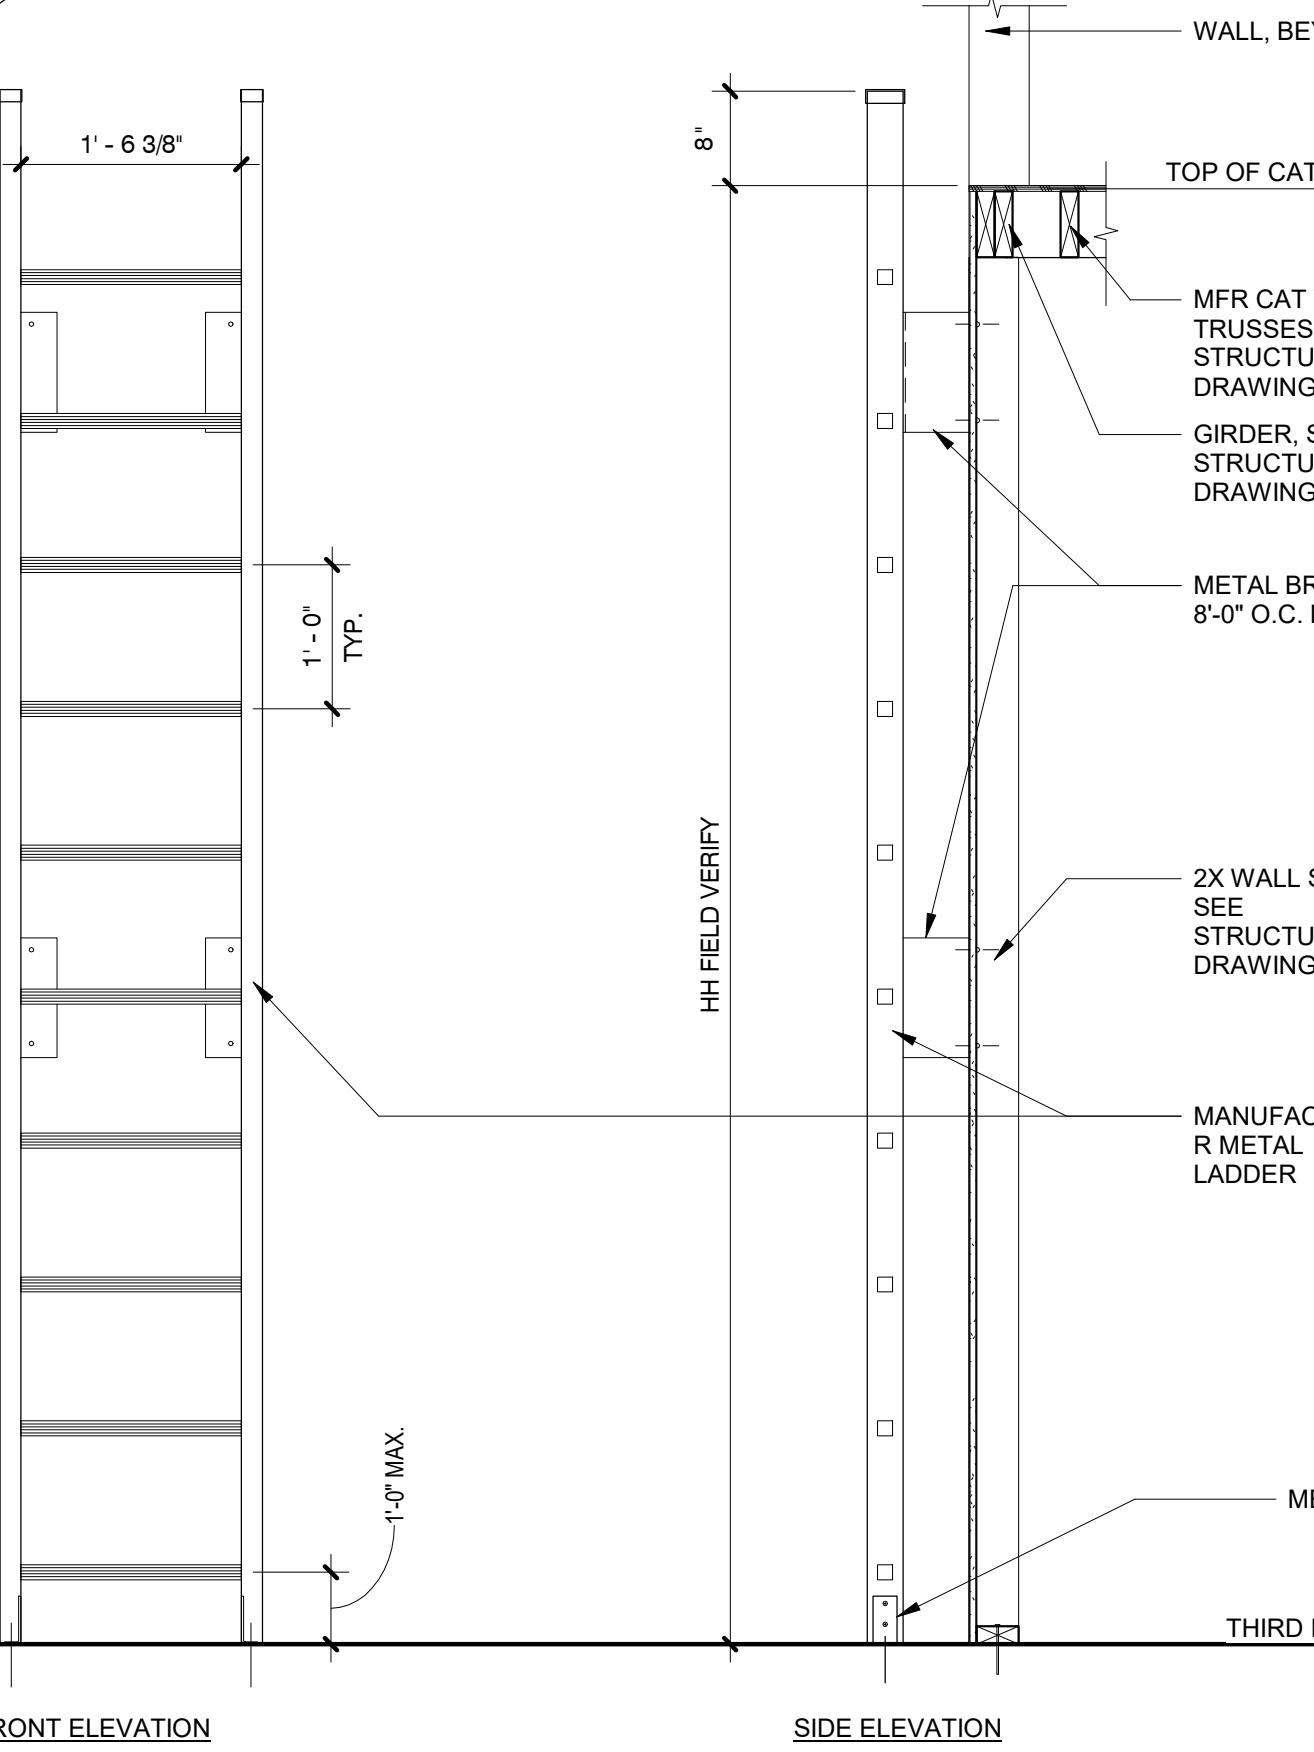 WALL, BEY
1' - 6 3/8"
8"
TOP OF CAT
MFR CAT
TRUSSES
STRUCTU
DRAWING
GIRDER, S
STRUCTU
DRAWING
METAL BR
8'-0" O.C.
1' - 0"
TYP.
HH FIELD VERIFY
2X WALL S
SEE
STRUCTU
DRAWING
MANUFAC
R METAL
LADDER
1'-0" MAX.
ME
THIRD
RONT ELEVATION
SIDE ELEVATION